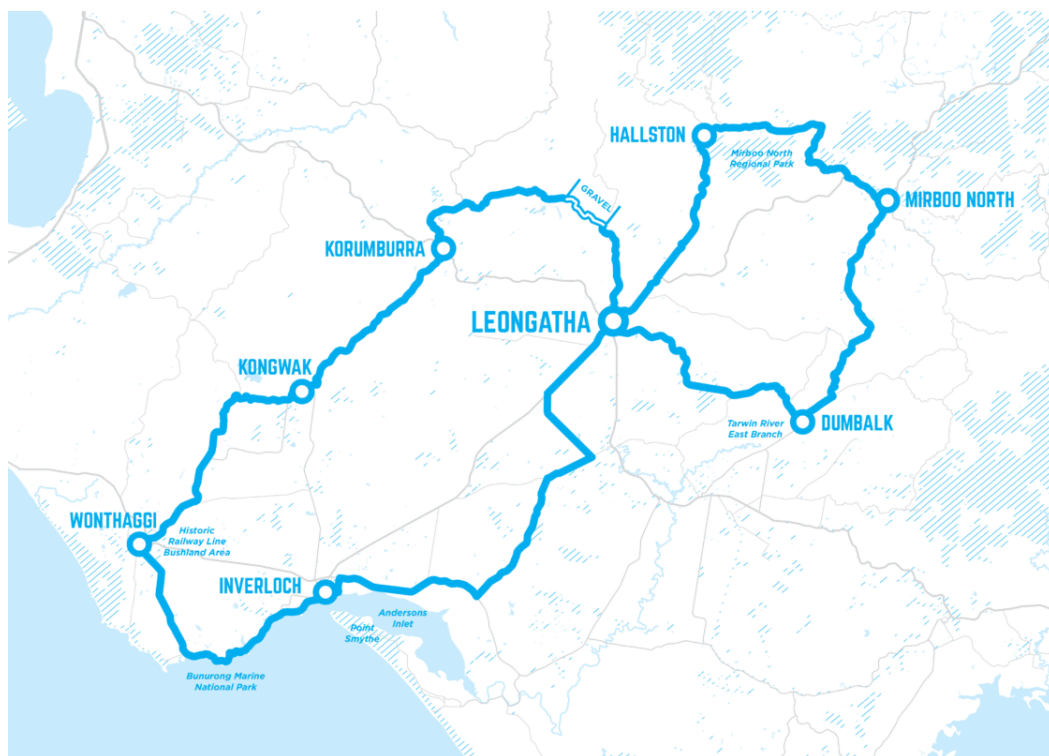 HALLSTON
Mirboo North
Regional Park
GRAVEL
MIRBOO NORTH
KORUMBURRA
LEONGATHA
KONGWAK
Tarwin River
East Branch
DUMBALK
WONTHAGGI
Historic
Railway Line
Bushland Area
INVERLOCH
Andersons
Inlet
Point
Smythe
Bunurong Marine
National Park